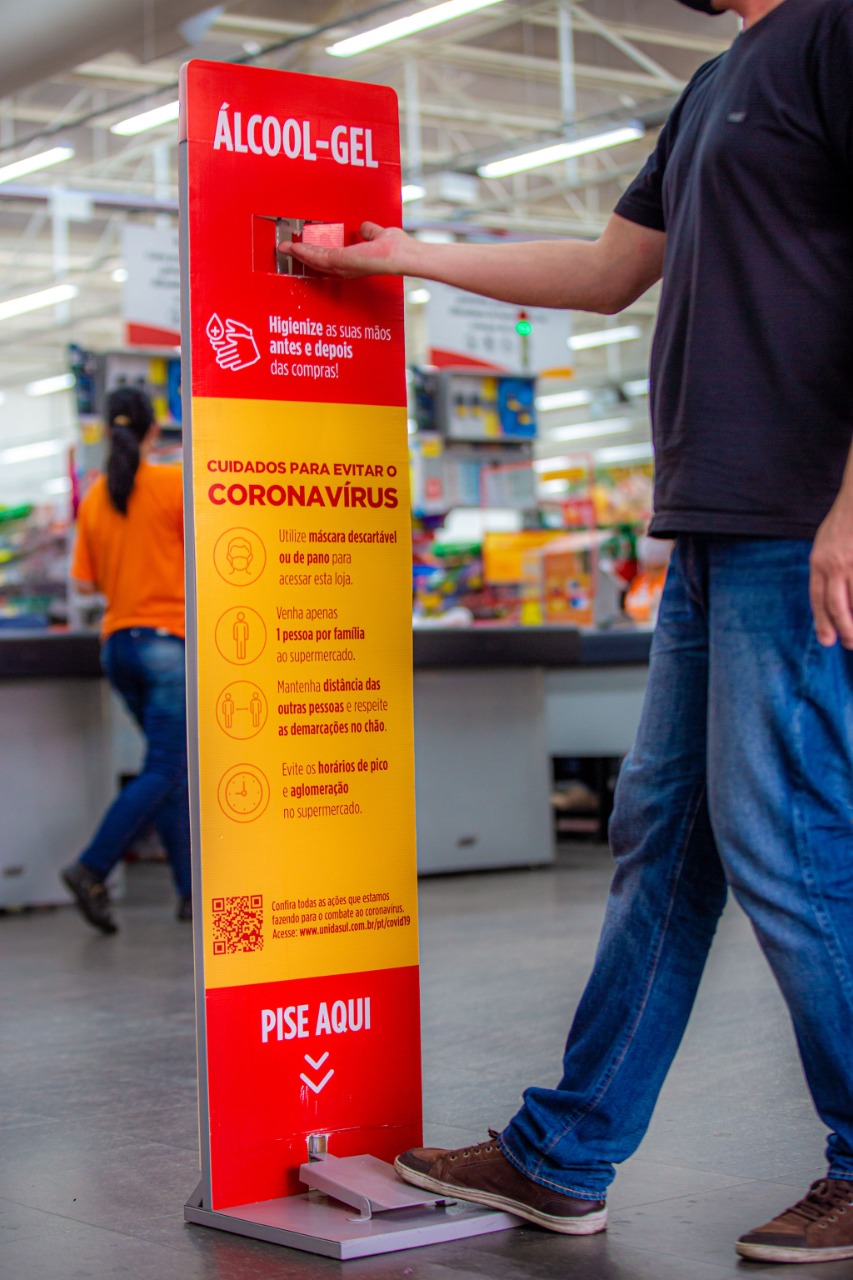 ÁLCOOL-GEL
Higienize as suas mãos
antes e depois
das compras!
CUIDADOS PARA EVITAR O
CORONAVÍRUS
Utilize máscara descartável
ou de pano para
acessar esta loja.
Venha apenas
1 pessoa por família
ao supermercado.
Mantenha distância das
outras pessoas e respeite
as demarcações no chão.
Evite os horários de pico
e aglomeração
no supermercado.
Confira todas as ações que estamos
fazendo para o combate ao coronavírus.
Acesse: www.unidasul.com.br/pt/covid19
PISE AQUI